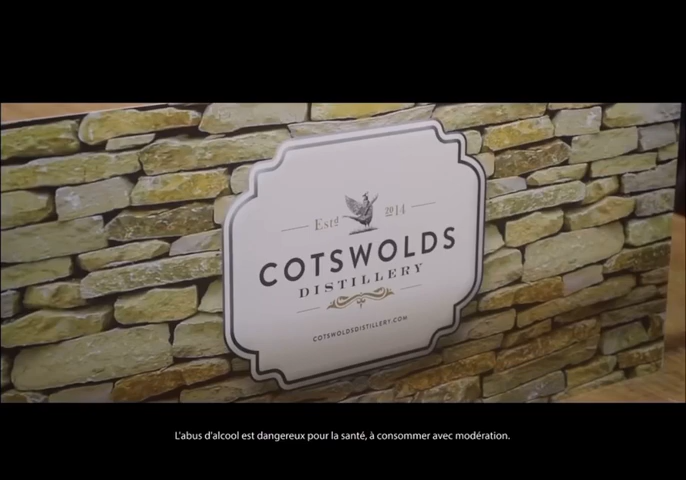 Estd 2014
COTSWOLDS
DISTILLERY
COTSWOLDSDISTILLERY.COM
L'abus d'alcool est dangereux pour la santé, à consommer avec modération.